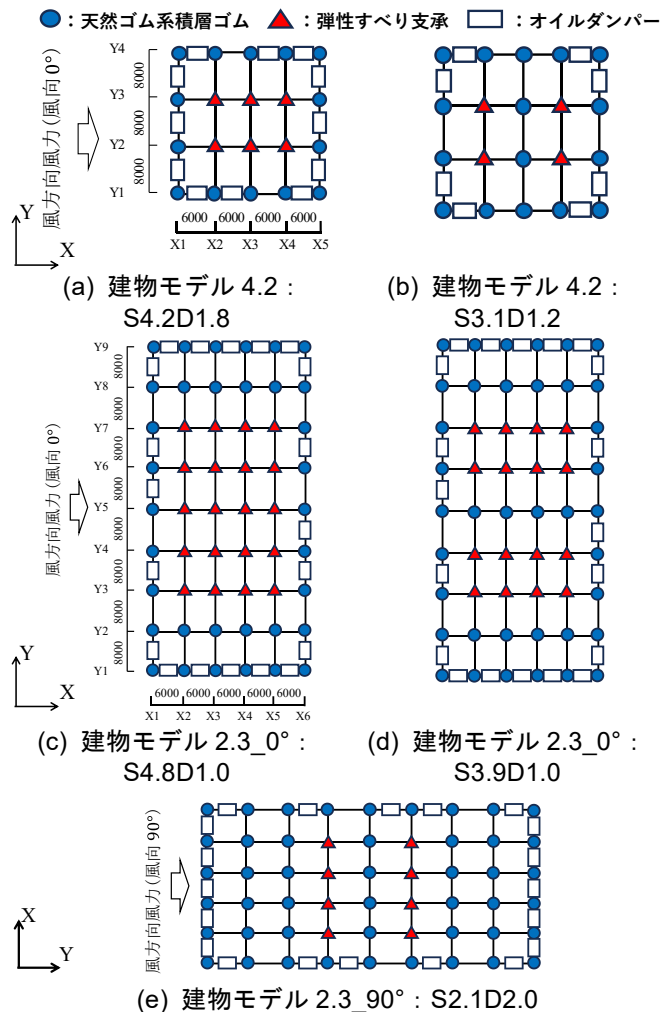 ：天然ゴム系積層ゴム ：弾性すべり支承 ：オイルダンパー
風方向風力(風向0°)
Y4
8000
Y3
8000
Y2
8000
Y1
6000 6000 6000 6000
X1 X2 X3 X4 X5
Y
X
(a) 建物モデル 4.2：
S4.2D1.8
(b) 建物モデル 4.2：
S3.1D1.2
風方向風力(風向0°)
Y9
8000
Y8
8000
Y7
8000
Y6
8000
Y5
8000
Y4
8000
Y3
8000
Y2
8000
Y1
6000 6000 6000 6000 6000
X1 X2 X3 X4 X5 X6
Y
X
(c) 建物モデル 2.3_0°：
S4.8D1.0
(d) 建物モデル 2.3_0°：
S3.9D1.0
風方向風力(風向90°)
X
Y
(e) 建物モデル 2.3_90°：S2.1D2.0